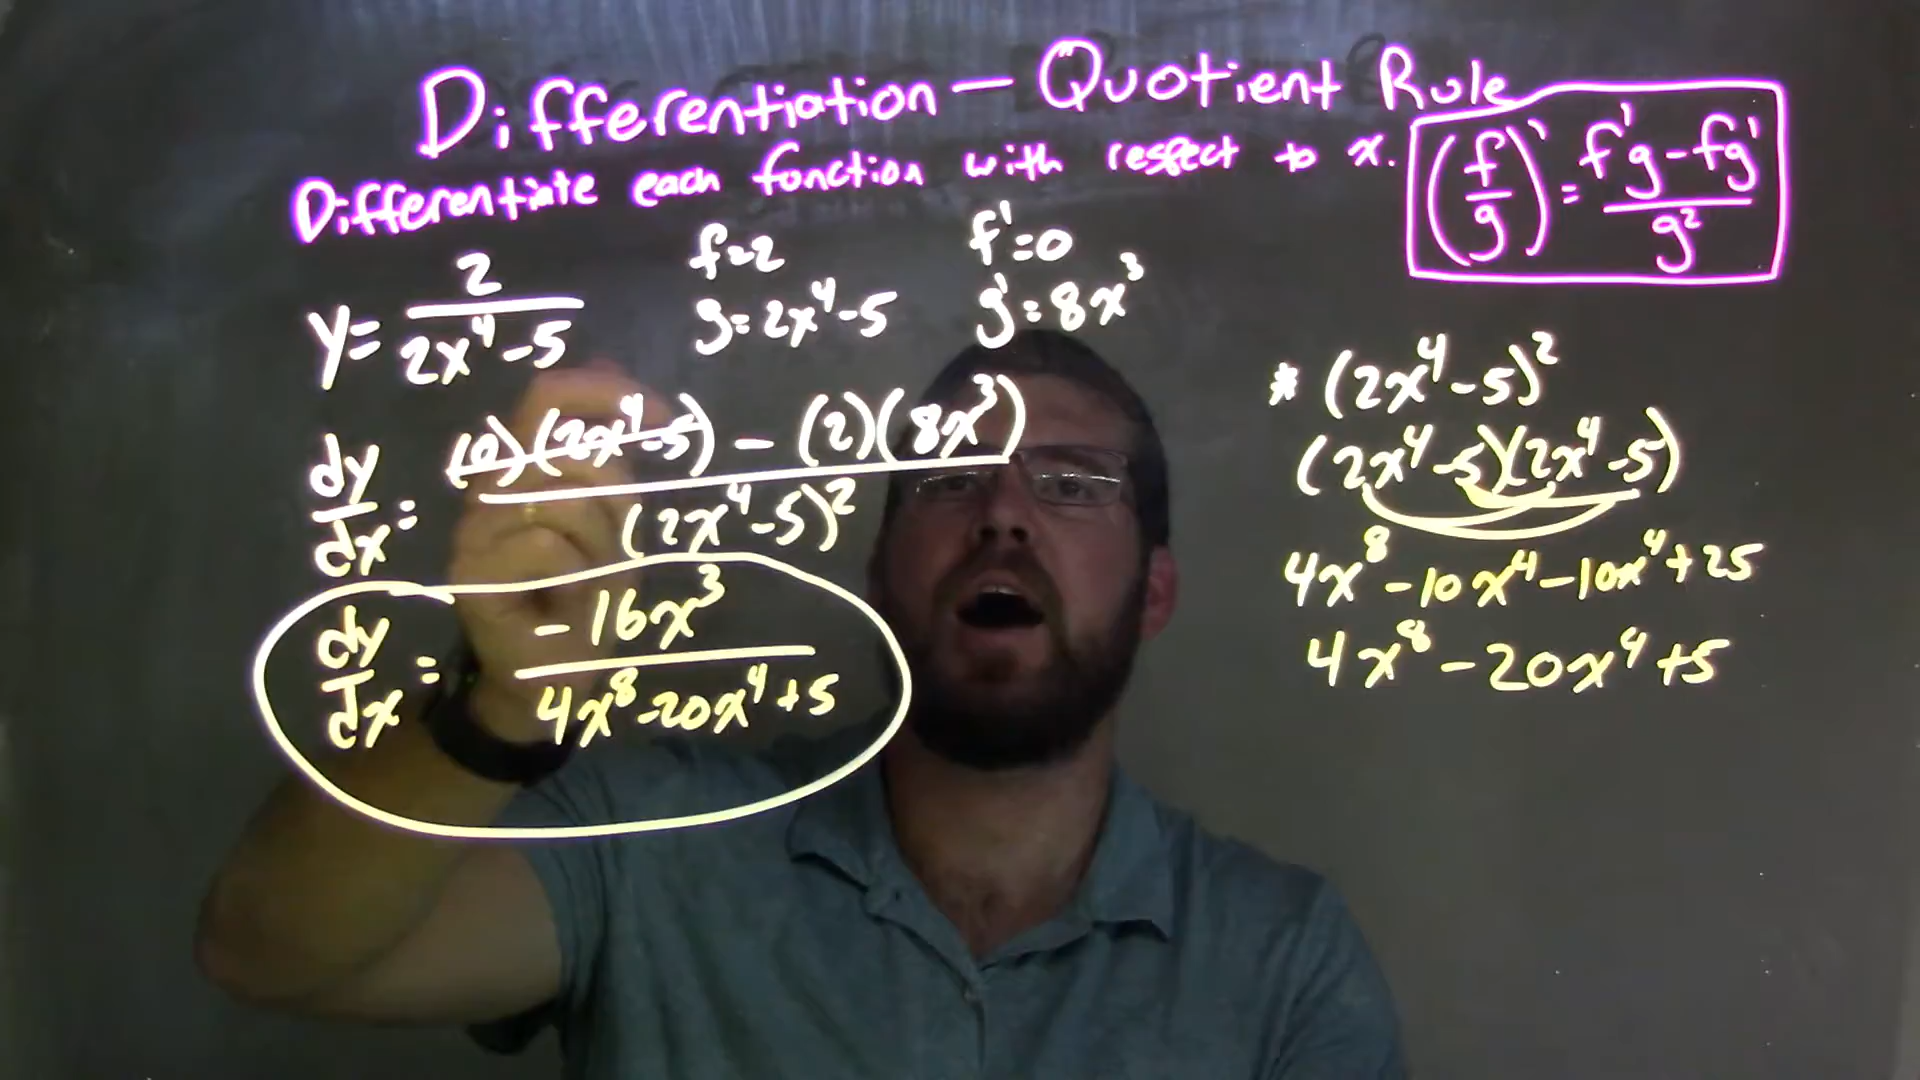 Differentiation – Quotient Rule
Differentiate each function with respect to x.
(f/g)' = (f'g - fg')/g²
y = 2/(2x⁴-5)
f=2
g=2x⁴-5
f'=0
g'=8x³
dy/dx = ((0)(2x⁴-5) - (2)(8x³))/(2x⁴-5)²
dy/dx = -16x³/(4x⁸-20x⁴+5)
* (2x⁴-5)²
(2x⁴-5)(2x⁴-5)
4x⁸-10x⁴-10x⁴+25
4x⁸-20x⁴+5